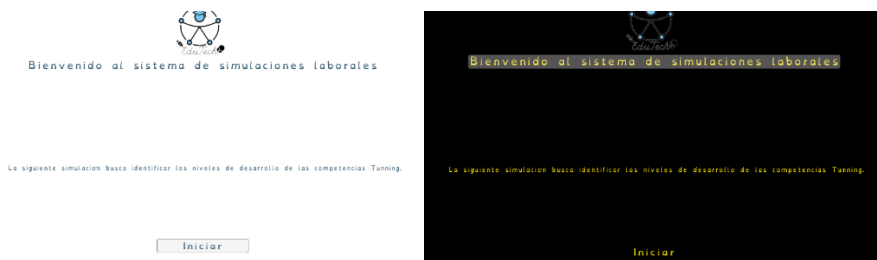 EduTech
Bienvenido al sistema de simulaciones laborales
La siguiente simulacion busca identificar los niveles de desarrollo de las competencias Tunning.
Iniciar
EduTech
Bienvenido al sistema de simulaciones laborales
La siguiente simulacion busca identificar los niveles de desarrollo de las competencias Tunning.
Iniciar